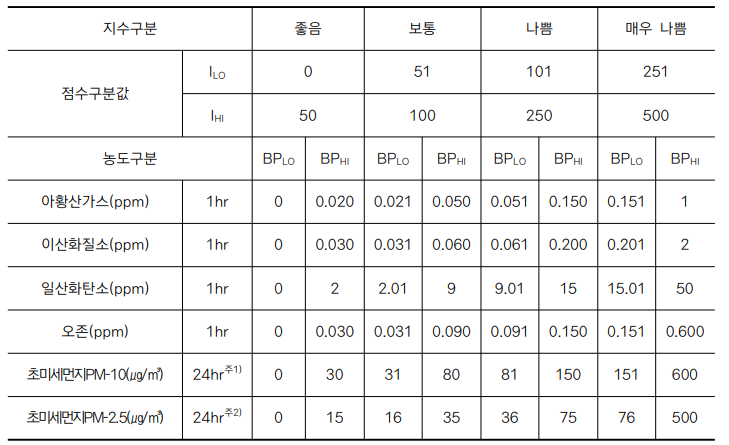 지수구분 좋음 보통 나쁨 매우 나쁨
점수구분값 ILO 0 51 101 251
IHI 50 100 250 500
농도구분 BPLO BPHI BPLO BPHI BPLO BPHI BPLO BPHI
아황산가스(ppm) 1hr 0 0.020 0.021 0.050 0.051 0.150 0.151 1
이산화질소(ppm) 1hr 0 0.030 0.031 0.060 0.061 0.200 0.201 2
일산화탄소(ppm) 1hr 0 2 2.01 9 9.01 15 15.01 50
오존(ppm) 1hr 0 0.030 0.031 0.090 0.091 0.150 0.151 0.600
초미세먼지PM-10(㎍/㎥) 24hr주1) 0 30 31 80 81 150 151 600
초미세먼지PM-2.5(㎍/㎥) 24hr주2) 0 15 16 35 36 75 76 500